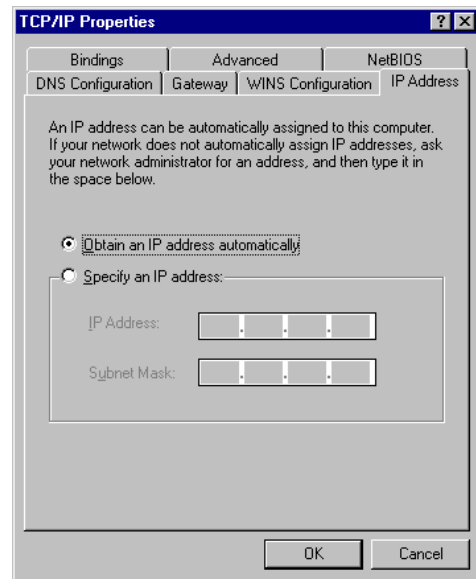 TCP/IP Properties
Bindings Advanced NetBIOS
DNS Configuration Gateway WINS Configuration IP Address
An IP address can be automatically assigned to this computer.
If your network does not automatically assign IP addresses, ask
your network administrator for an address, and then type it in
the space below.
Obtain an IP address automatically
Specify an IP address:
IP Address:
Subnet Mask:
OK Cancel